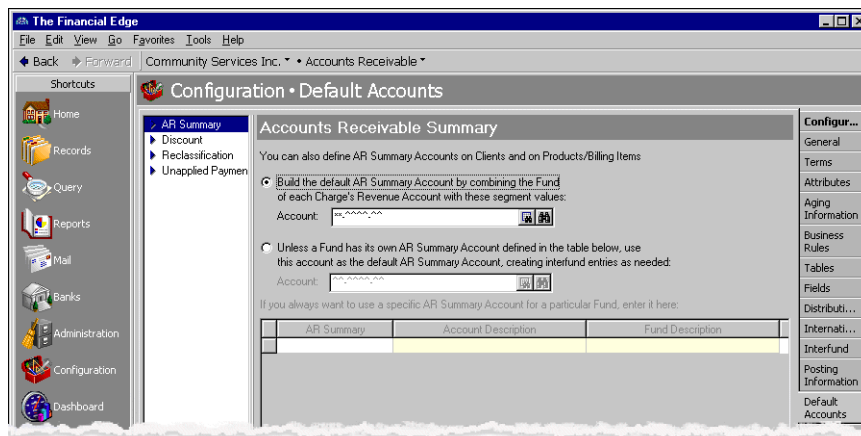 The Financial Edge
File Edit View Go Favorites Tools Help
Back Forward Community Services Inc. • Accounts Receivable
Shortcuts
Home
Records
Query
Reports
Mail
Banks
Administration
Configuration
Dashboard
Configuration • Default Accounts
AR Summary
Discount
Reclassification
Unapplied Paymen
Accounts Receivable Summary
You can also define AR Summary Accounts on Clients and on Products/Billing Items
Build the default AR Summary Account by combining the Fund
of each Charge's Revenue Account with these segment values:
Account: **-^^^^-^^
Unless a Fund has its own AR Summary Account defined in the table below, use
this account as the default AR Summary Account, creating interfund entries as needed:
Account: ^^-^^^^-^^
If you always want to use a specific AR Summary Account for a particular Fund, enter it here:
AR Summary Account Description Fund Description
Configur...
General
Terms
Attributes
Aging
Information
Business
Rules
Tables
Fields
Distributi...
Internati...
Interfund
Posting
Information
Default
Accounts